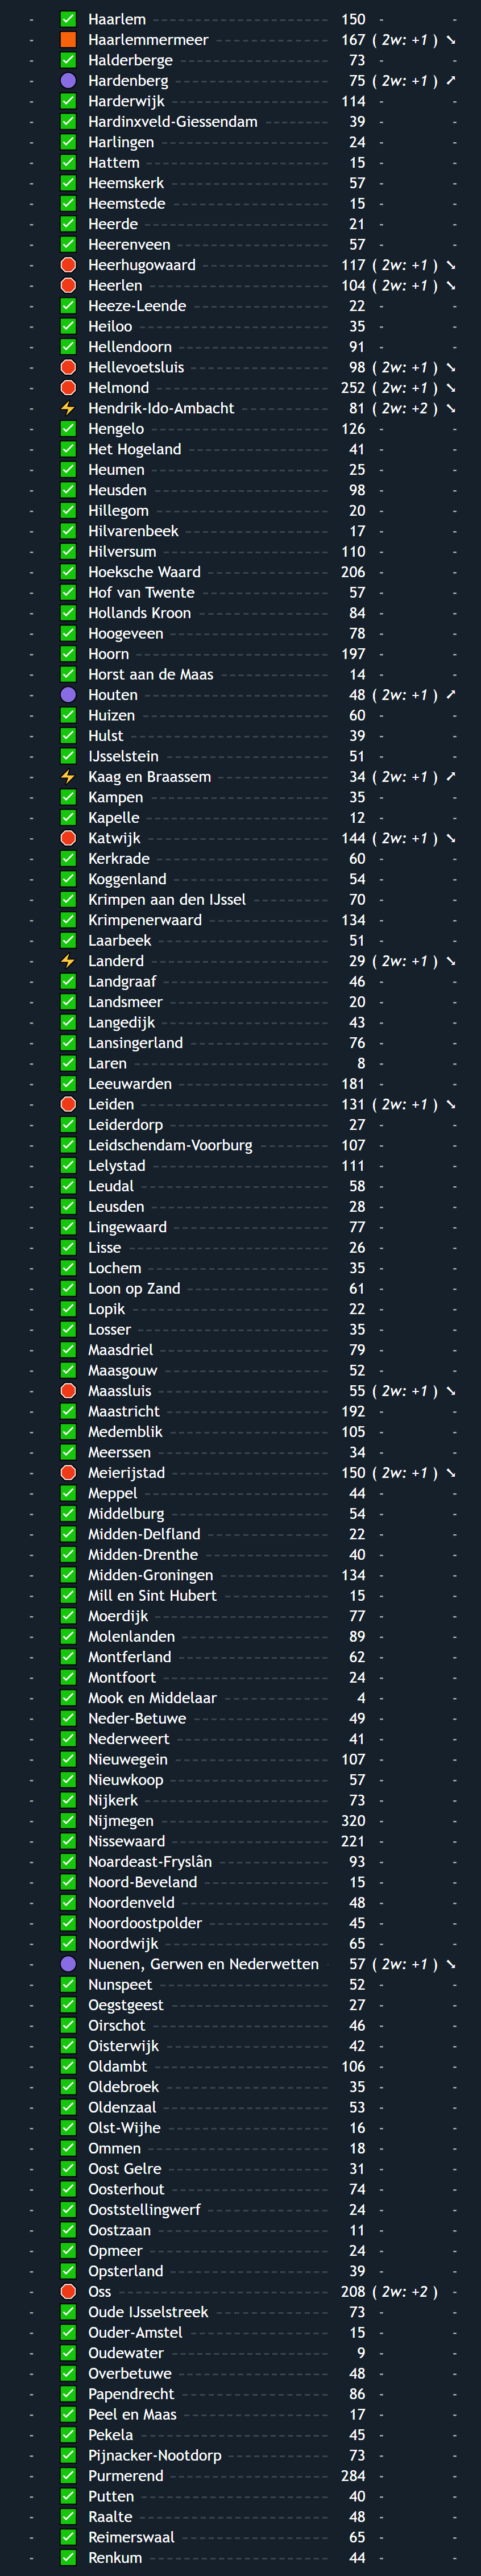 - ✅ Haarlem 150 - -
- 🟧 Haarlemmermeer 167 ( 2w: +1 ) ➘
- ✅ Halderberge 73 - -
- 🟣 Hardenberg 75 ( 2w: +1 ) ➚
- ✅ Harderwijk 114 - -
- ✅ Hardinxveld-Giessendam 39 - -
- ✅ Harlingen 24 - -
- ✅ Hattem 15 - -
- ✅ Heemskerk 57 - -
- ✅ Heemstede 15 - -
- ✅ Heerde 21 - -
- ✅ Heerenveen 57 - -
- 🛑 Heerhugowaard 117 ( 2w: +1 ) ➘
- 🛑 Heerlen 104 ( 2w: +1 ) ➘
- ✅ Heeze-Leende 22 - -
- ✅ Heiloo 35 - -
- ✅ Hellendoorn 91 - -
- 🛑 Hellevoetsluis 98 ( 2w: +1 ) ➘
- 🛑 Helmond 252 ( 2w: +1 ) ➘
- ⚡ Hendrik-Ido-Ambacht 81 ( 2w: +2 ) ➘
- ✅ Hengelo 126 - -
- ✅ Het Hogeland 41 - -
- ✅ Heumen 25 - -
- ✅ Heusden 98 - -
- ✅ Hillegom 20 - -
- ✅ Hilvarenbeek 17 - -
- ✅ Hilversum 110 - -
- ✅ Hoeksche Waard 206 - -
- ✅ Hof van Twente 57 - -
- ✅ Hollands Kroon 84 - -
- ✅ Hoogeveen 78 - -
- ✅ Hoorn 197 - -
- ✅ Horst aan de Maas 14 - -
- 🟣 Houten 48 ( 2w: +1 ) ➚
- ✅ Huizen 60 - -
- ✅ Hulst 39 - -
- ✅ IJsselstein 51 - -
- ⚡ Kaag en Braassem 34 ( 2w: +1 ) ➚
- ✅ Kampen 35 - -
- ✅ Kapelle 12 - -
- 🛑 Katwijk 144 ( 2w: +1 ) ➘
- ✅ Kerkrade 60 - -
- ✅ Koggenland 54 - -
- ✅ Krimpen aan den IJssel 70 - -
- ✅ Krimpenerwaard 134 - -
- ✅ Laarbeek 51 - -
- ⚡ Landerd 29 ( 2w: +1 ) ➘
- ✅ Landgraaf 46 - -
- ✅ Landsmeer 20 - -
- ✅ Langedijk 43 - -
- ✅ Lansingerland 76 - -
- ✅ Laren 8 - -
- ✅ Leeuwarden 181 - -
- 🛑 Leiden 131 ( 2w: +1 ) ➘
- ✅ Leiderdorp 27 - -
- ✅ Leidschendam-Voorburg 107 - -
- ✅ Lelystad 111 - -
- ✅ Leudal 58 - -
- ✅ Leusden 28 - -
- ✅ Lingewaard 77 - -
- ✅ Lisse 26 - -
- ✅ Lochem 35 - -
- ✅ Loon op Zand 61 - -
- ✅ Lopik 22 - -
- ✅ Losser 35 - -
- ✅ Maasdriel 79 - -
- ✅ Maasgouw 52 - -
- 🛑 Maassluis 55 ( 2w: +1 ) ➘
- ✅ Maastricht 192 - -
- ✅ Medemblik 105 - -
- ✅ Meerssen 34 - -
- 🛑 Meierijstad 150 ( 2w: +1 ) ➘
- ✅ Meppel 44 - -
- ✅ Middelburg 54 - -
- ✅ Midden-Delfland 22 - -
- ✅ Midden-Drenthe 40 - -
- ✅ Midden-Groningen 134 - -
- ✅ Mill en Sint Hubert 15 - -
- ✅ Moerdijk 77 - -
- ✅ Molenlanden 89 - -
- ✅ Montferland 62 - -
- ✅ Montfoort 24 - -
- ✅ Mook en Middelaar 4 - -
- ✅ Neder-Betuwe 49 - -
- ✅ Nederweert 41 - -
- ✅ Nieuwegein 107 - -
- ✅ Nieuwkoop 57 - -
- ✅ Nijkerk 73 - -
- ✅ Nijmegen 320 - -
- ✅ Nissewaard 221 - -
- ✅ Noardeast-Fryslân 93 - -
- ✅ Noord-Beveland 15 - -
- ✅ Noordenveld 48 - -
- ✅ Noordoostpolder 45 - -
- ✅ Noordwijk 65 - -
- 🟣 Nuenen, Gerwen en Nederwetten 57 ( 2w: +1 ) ➘
- ✅ Nunspeet 52 - -
- ✅ Oegstgeest 27 - -
- ✅ Oirschot 46 - -
- ✅ Oisterwijk 42 - -
- ✅ Oldambt 106 - -
- ✅ Oldebroek 35 - -
- ✅ Oldenzaal 53 - -
- ✅ Olst-Wijhe 16 - -
- ✅ Ommen 18 - -
- ✅ Oost Gelre 31 - -
- ✅ Oosterhout 74 - -
- ✅ Ooststellingwerf 24 - -
- ✅ Oostzaan 11 - -
- ✅ Opmeer 24 - -
- ✅ Opsterland 39 - -
- 🛑 Oss 208 ( 2w: +2 ) -
- ✅ Oude IJsselstreek 73 - -
- ✅ Ouder-Amstel 15 - -
- ✅ Oudewater 9 - -
- ✅ Overbetuwe 48 - -
- ✅ Papendrecht 86 - -
- ✅ Peel en Maas 17 - -
- ✅ Pekela 45 - -
- ✅ Pijnacker-Nootdorp 73 - -
- ✅ Purmerend 284 - -
- ✅ Putten 40 - -
- ✅ Raalte 48 - -
- ✅ Reimerswaal 65 - -
- ✅ Renkum 44 - -